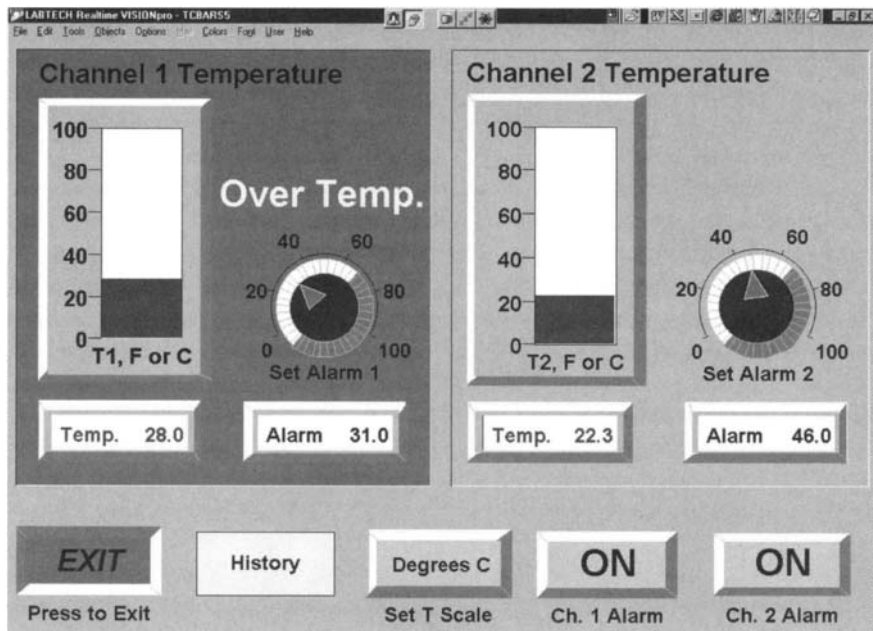 LABTECH Realtime VISIONpro - TCBARS5
File Edit Tools Objects Options Colors Font User Help
Channel 1 Temperature
100
80
60
40
20
0
T1, F or C
Over Temp.
40 60
20 80
0 100
Set Alarm 1
Temp. 28.0
Alarm 31.0
Channel 2 Temperature
100
80
60
40
20
0
T2, F or C
40 60
20 80
0 100
Set Alarm 2
Temp. 22.3
Alarm 46.0
EXIT
Press to Exit
History
Degrees C
Set T Scale
ON
Ch. 1 Alarm
ON
Ch. 2 Alarm